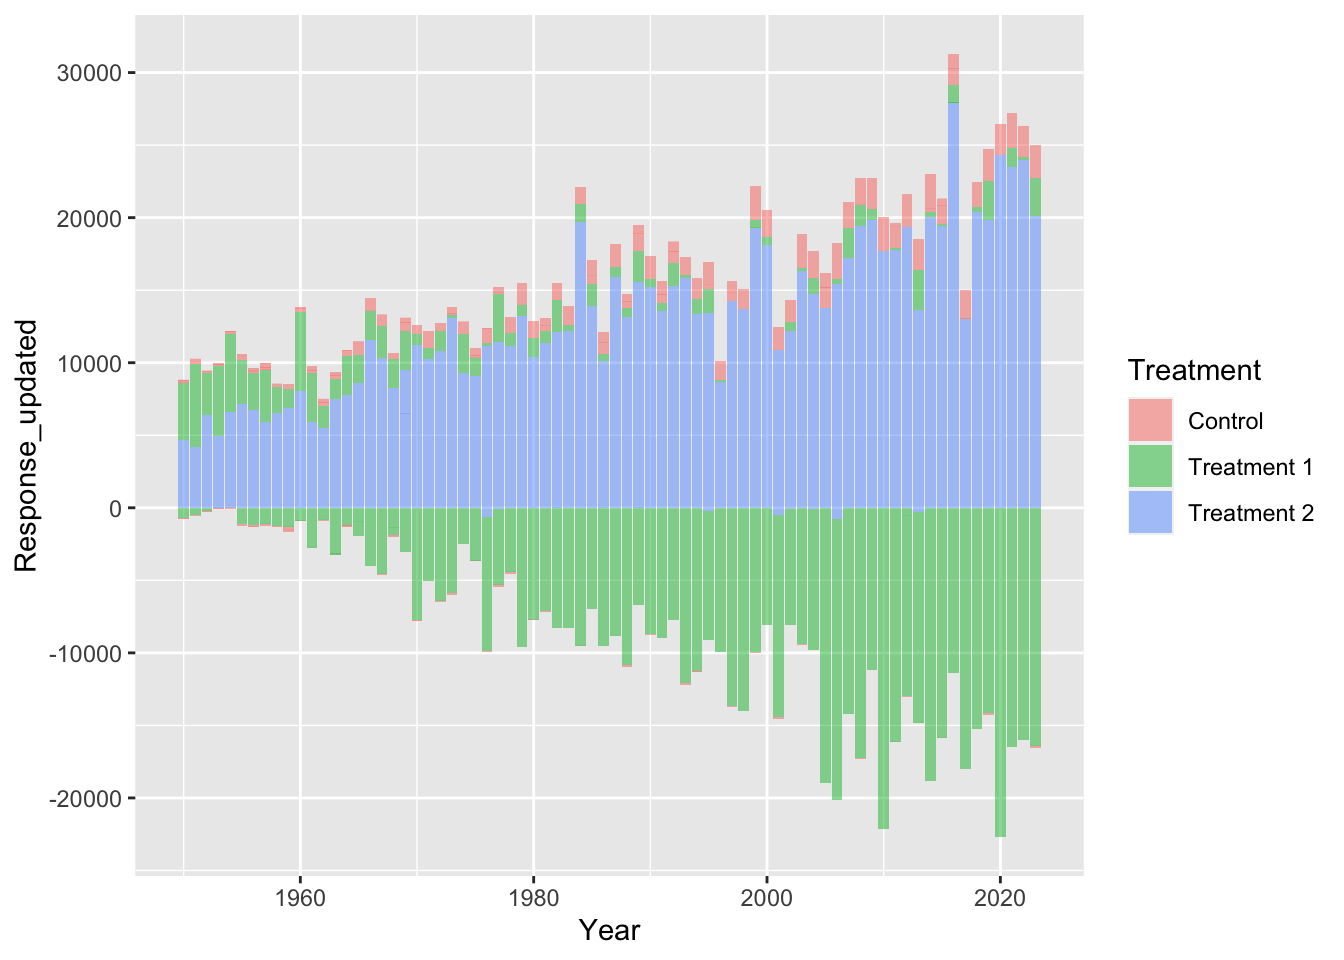 30000
20000
10000
0
-10000
-20000
Response_updated
1960
1980
2000
2020
Year
Treatment
Control
Treatment 1
Treatment 2